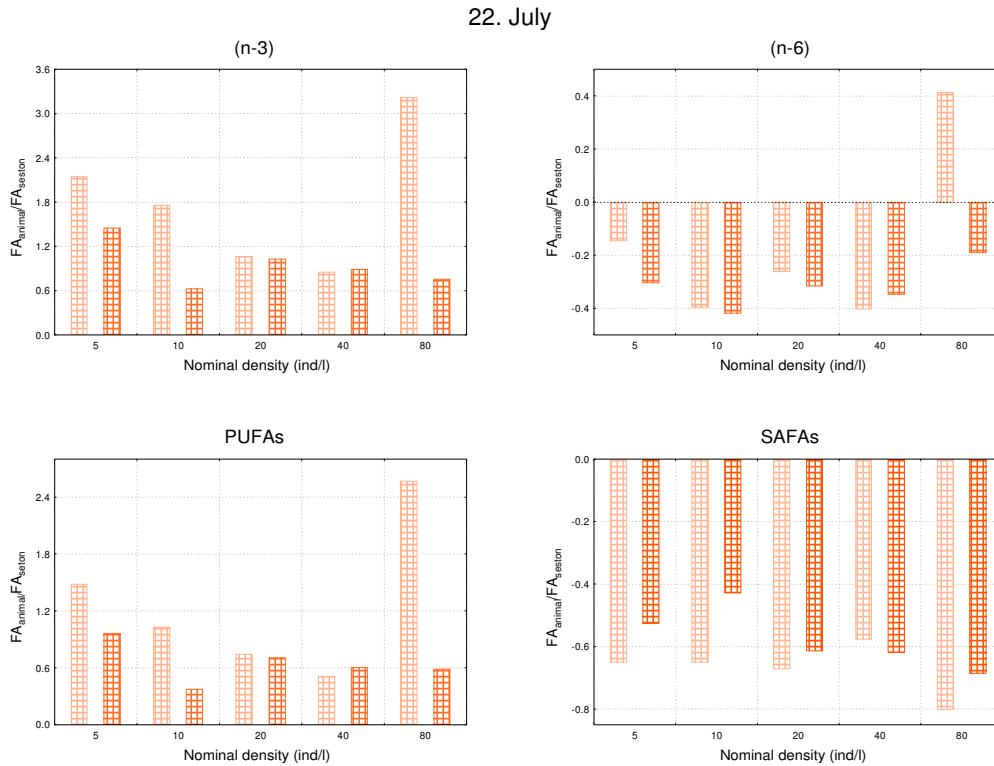 22. July
(n-3)
3.6
3.0
2.4
1.8
1.2
0.6
0.0
FAanimal/FAseston
5 10 20 40 80
Nominal density (ind/l)
(n-6)
0.4
0.2
0.0
-0.2
-0.4
FAanimal/FAseston
5 10 20 40 80
Nominal density (ind/l)
PUFAs
2.4
1.8
1.2
0.6
0.0
FAanimal/FAseton
5 10 20 40 80
Nominal density (ind/l)
SAFAs
0.0
-0.2
-0.4
-0.6
-0.8
FAanimal/FAseston
5 10 20 40 80
Nominal density (ind/l)